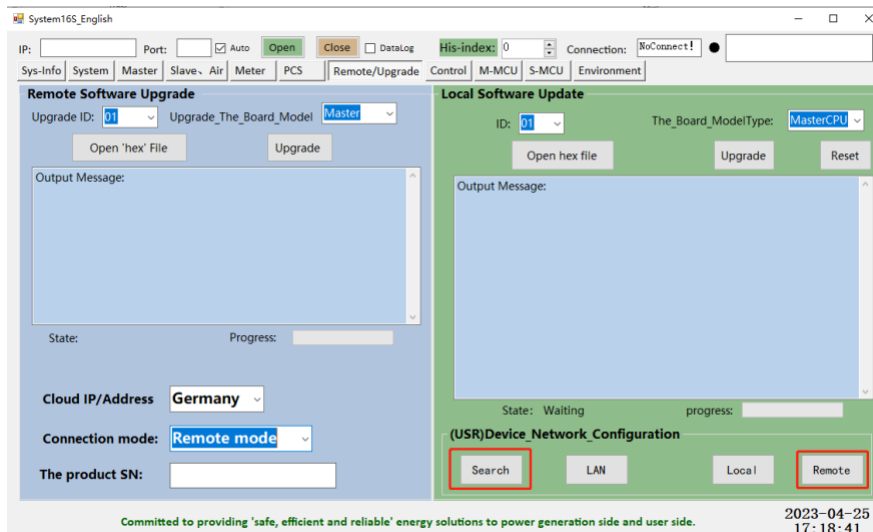 System16S_English
IP: Port: Auto Open Close DataLog His-index: 0 Connection: NoConnect!
Sys-Info System Master Slave、Air Meter PCS Remote/Upgrade Control M-MCU S-MCU Environment
Remote Software Upgrade
Upgrade ID: 01 Upgrade_The_Board_Model Master
Open 'hex' File Upgrade
Output Message:
State: Progress:
Cloud IP/Address Germany
Connection mode: Remote mode
The product SN:
Local Software Update
ID: 01 The_Board_ModelType: MasterCPU
Open hex file Upgrade Reset
Output Message:
State: Waiting progress:
(USR)Device_Network_Configuration
Search LAN Local Remote
Committed to providing 'safe, efficient and reliable' energy solutions to power generation side and user side.
2023-04-25
17:18:41